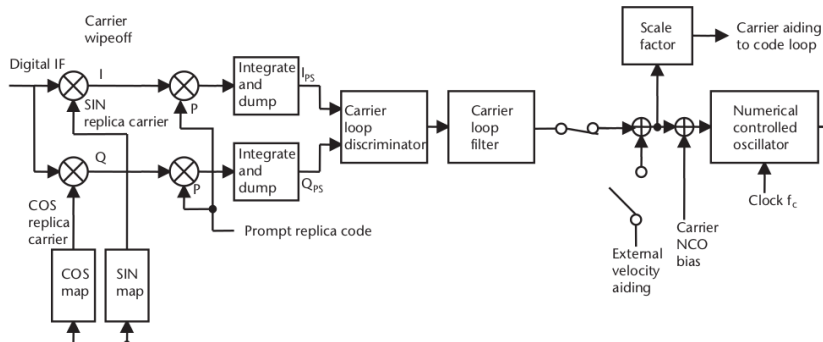 Carrier
wipeoff
Digital IF
I
SIN
replica carrier
P
Integrate
and
dump
I_PS
Q
P
Integrate
and
dump
Q_PS
COS
replica
carrier
Prompt replica code
COS
map
SIN
map
Carrier
loop
discriminator
Carrier
loop
filter
Scale
factor
Carrier aiding
to code loop
Numerical
controlled
oscillator
Clock f_c
External
velocity
aiding
Carrier
NCO
bias